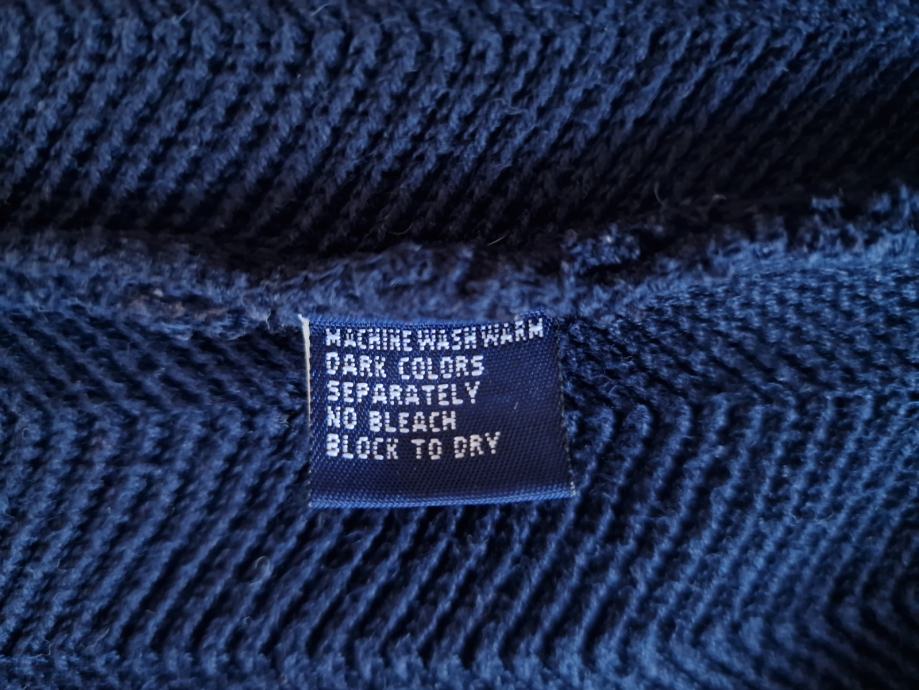 MACHINE WASH WARM
DARK COLORS
SEPARATELY
NO BLEACH
BLOCK TO DRY